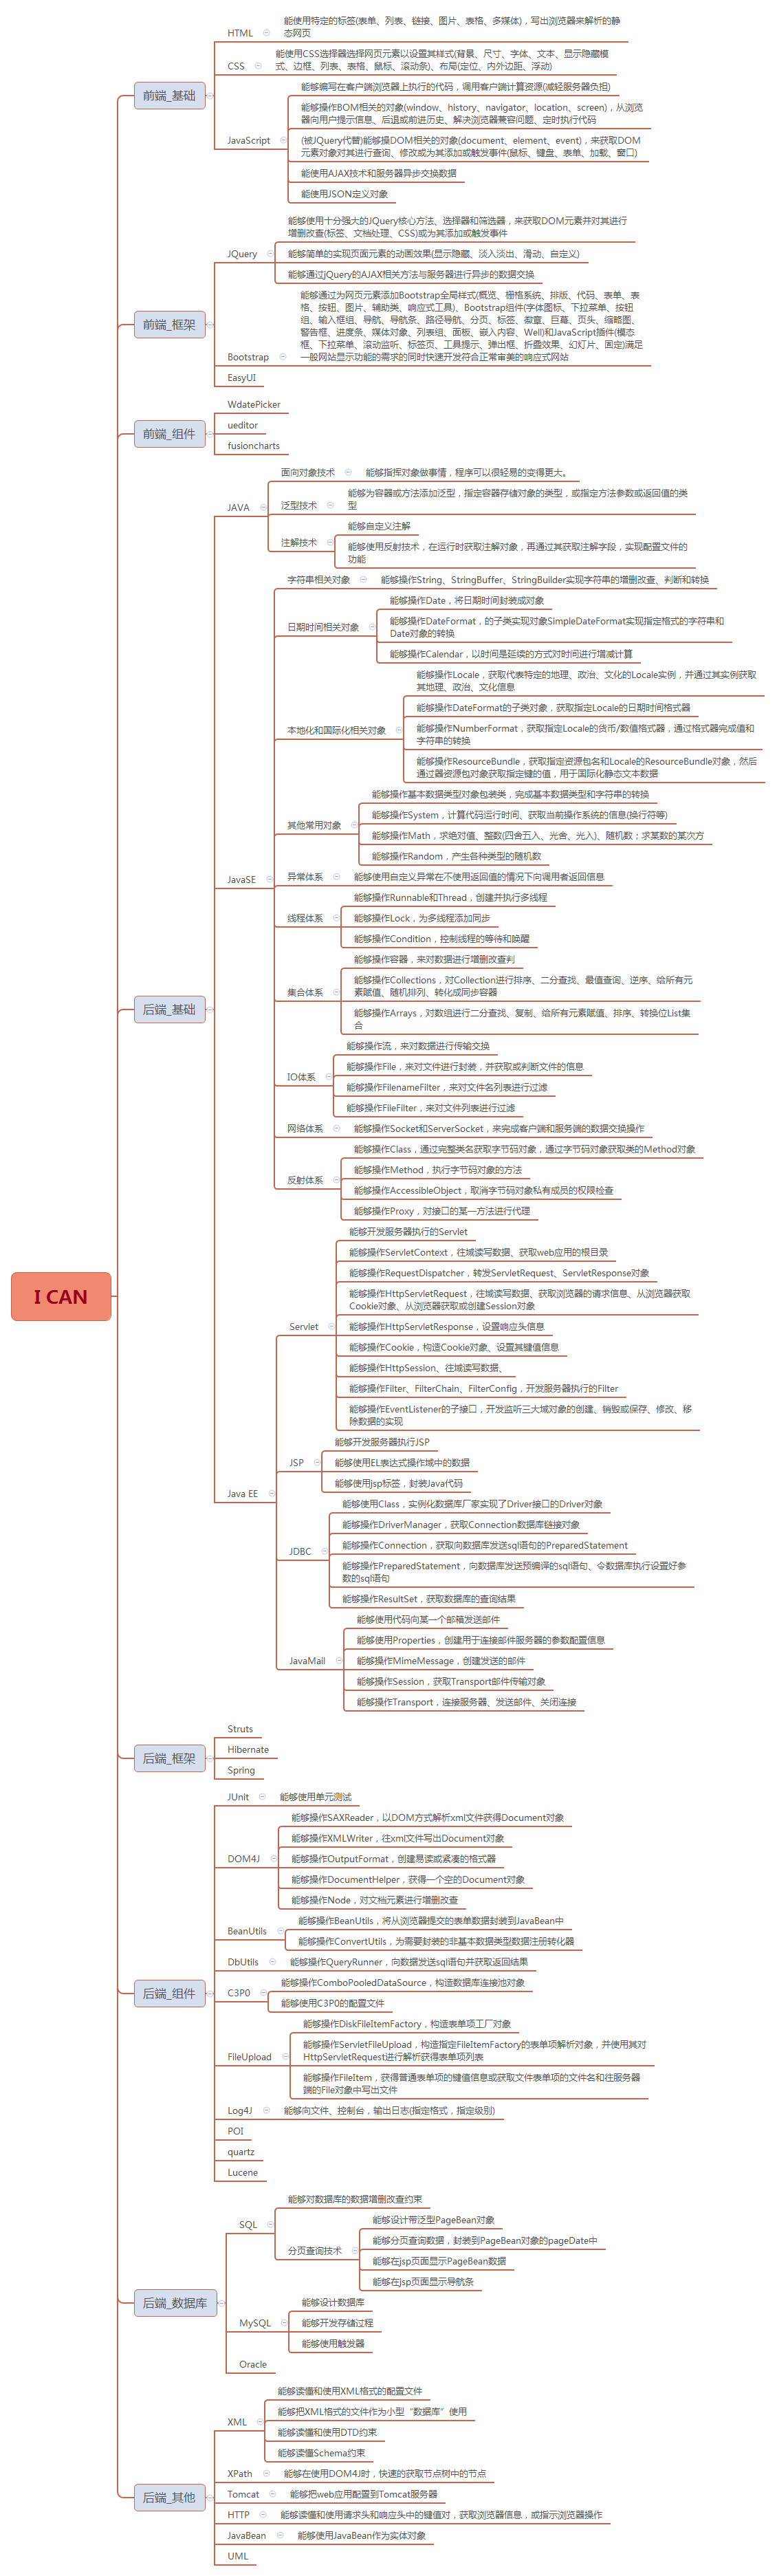 I CAN
前端_基础
HTML
能使用特定的标签(表单、列表、链接、图片、表格、多媒体)，写出浏览器来解析的静
态网页
CSS
能使用CSS选择器选择网页元素以设置其样式(背景、尺寸、字体、文本、显示隐藏模
式、边框、列表、表格、鼠标、滚动条)、布局(定位、内外边距、浮动)
JavaScript
能够编写在客户端浏览器上执行的代码，调用客户端计算资源(减轻服务器负担)
能够操作BOM相关的对象(window、history、navigator、location、screen)，从浏览
器向用户提示信息、后退或前进历史、解决浏览器兼容问题、定时执行代码
(被JQuery代替)能够操DOM相关的对象(document、element、event)，来获取DOM
元素对象对其进行查询、修改或为其添加或触发事件(鼠标、键盘、表单、加载、窗口)
能使用AJAX技术和服务器异步交换数据
能使用JSON定义对象
前端_框架
JQuery
能够使用十分强大的JQuery核心方法、选择器和筛选器，来获取DOM元素并对其进行
增删改查(标签、文档处理、CSS)或为其添加或触发事件
能够简单的实现页面元素的动画效果(显示隐藏、淡入淡出、滑动、自定义)
能够通过jQuery的AJAX相关方法与服务器进行异步的数据交换
Bootstrap
能够通过为网页元素添加Bootstrap全局样式(概览、栅格系统、排版、代码、表单、表
格、按钮、图片、辅助类、响应式工具)、Bootstrap组件(字体图标、下拉菜单、按钮
组、输入框组、导航、导航条、路径导航、分页、标签、徽章、巨幕、页头、缩略图、
警告框、进度条、媒体对象、列表组、面板、嵌入内容、Well)和JavaScript插件(模态
框、下拉菜单、滚动监听、标签页、工具提示、弹出框、折叠效果、幻灯片、固定)满足
一般网站显示功能的需求的同时快速开发符合正常审美的响应式网站
EasyUI
前端_组件
WdatePicker
ueditor
fusioncharts
后端_基础
JAVA
面向对象技术
能够指挥对象做事情，程序可以很轻易的变得更大。
泛型技术
能够为容器或方法添加泛型，指定容器存储对象的类型，或指定方法参数或返回值的类
型
注解技术
能够自定义注解
能够使用反射技术，在运行时获取注解对象，再通过其获取注解字段，实现配置文件的
功能
JavaSE
字符串相关对象
能够操作String、StringBuffer、StringBuilder实现字符串的增删改查、判断和转换
日期时间相关对象
能够操作Date，将日期时间封装成对象
能够操作DateFormat，的子类实现对象SimpleDateFormat实现指定格式的字符串和
Date对象的转换
能够操作Calendar，以时间是延续的方式对时间进行增减计算
本地化和国际化相关对象
能够操作Locale，获取代表特定的地理、政治、文化的Locale实例，并通过其实例获取
其地理、政治、文化信息
能够操作DateFormat的子类对象，获取指定Locale的日期时间格式器
能够操作NumberFormat，获取指定Locale的货币/数值格式器，通过格式器完成值和
字符串的转换
能够操作ResourceBundle，获取指定资源包名和Locale的ResourceBundle对象，然后
通过器资源包对象获取指定键的值，用于国际化静态文本数据
其他常用对象
能够操作基本数据类型对象包装类，完成基本数据类型和字符串的转换
能够操作System，计算代码运行时间、获取当前操作系统的信息(换行符等)
能够操作Math，求绝对值、整数(四舍五入、光舍、光入)、随机数；求某数的某次方
能够操作Random，产生各种类型的随机数
异常体系
能够使用自定义异常在不使用返回值的情况下向调用者返回信息
线程体系
能够操作Runnable和Thread，创建并执行多线程
能够操作Lock，为多线程添加同步
能够操作Condition，控制线程的等待和唤醒
集合体系
能够操作容器，来对数据进行增删改查判
能够操作Collections，对Collection进行排序、二分查找、最值查询、逆序、给所有元
素赋值、随机排列、转化成同步容器
能够操作Arrays，对数组进行二分查找、复制、给所有元素赋值、排序、转换位List集
合
IO体系
能够操作流，来对数据进行传输交换
能够操作File，来对文件进行封装，并获取或判断文件的信息
能够操作FilenameFilter，来对文件名列表进行过滤
能够操作FileFilter，来对文件列表进行过滤
网络体系
能够操作Socket和ServerSocket，来完成客户端和服务端的数据交换操作
反射体系
能够操作Class，通过完整类名获取字节码对象，通过字节码对象获取类的Method对象
能够操作Method，执行字节码对象的方法
能够操作AccessibleObject，取消字节码对象私有成员的权限检查
能够操作Proxy，对接口的某一方法进行代理
Java EE
Servlet
能够开发服务器执行的Servlet
能够操作ServletContext，往域读写数据、获取web应用的根目录
能够操作RequestDispatcher，转发ServletRequest、ServletResponse对象
能够操作HttpServletRequest，往域读写数据、获取浏览器的请求信息、从浏览器获取
Cookie对象、从浏览器获取或创建Session对象
能够操作HttpServletResponse，设置响应头信息
能够操作Cookie，构造Cookie对象、设置其键值信息
能够操作HttpSession、往域读写数据、
能够操作Filter、FilterChain、FilterConfig，开发服务器执行的Filter
能够操作EventListener的子接口，开发监听三大域对象的创建、销毁或保存、修改、移
除数据的实现
JSP
能够开发服务器执行JSP
能够使用EL表达式操作域中的数据
能够使用jsp标签，封装Java代码
JDBC
能够使用Class，实例化数据库厂家实现了Driver接口的Driver对象
能够操作DriverManager，获取Connection数据库链接对象
能够操作Connection，获取向数据库发送sql语句的PreparedStatement
能够操作PreparedStatement，向数据库发送预编译的sql语句、令数据库执行设置好参
数的sql语句
能够操作ResultSet，获取数据库的查询结果
JavaMail
能够使用代码向某一个邮箱发送邮件
能够使用Properties，创建用于连接邮件服务器的参数配置信息
能够操作MimeMessage，创建发送的邮件
能够操作Session，获取Transport邮件传输对象
能够操作Transport，连接服务器、发送邮件、关闭连接
后端_框架
Struts
Hibernate
Spring
后端_组件
JUnit
能够使用单元测试
DOM4J
能够操作SAXReader，以DOM方式解析xml文件获得Document对象
能够操作XMLWriter，往xml文件写出Document对象
能够操作OutputFormat，创建易读或紧凑的格式器
能够操作DocumentHelper，获得一个空的Document对象
能够操作Node，对文档元素进行增删改查
BeanUtils
能够操作BeanUtils，将从浏览器提交的表单数据封装到JavaBean中
能够操作ConvertUtils，为需要封装的非基本数据类型数据注册转化器
DbUtils
能够操作QueryRunner，向数据发送sql语句并获取返回结果
C3P0
能够操作ComboPooledDataSource，构造数据库连接池对象
能够使用C3P0的配置文件
FileUpload
能够操作DiskFileItemFactory，构造表单项工厂对象
能够操作ServletFileUpload，构造指定FileItemFactory的表单项解析对象，并使用其对
HttpServletRequest进行解析获得表单项列表
能够操作FileItem，获得普通表单项的键值信息或获取文件表单项的文件名和往服务器
端的File对象中写出文件
Log4J
能够向文件、控制台，输出日志(指定格式，指定级别)
POI
quartz
Lucene
后端_数据库
SQL
能够对数据库的数据增删改查约束
分页查询技术
能够设计带泛型PageBean对象
能够分页查询数据，封装到PageBean对象的pageDate中
能够在jsp页面显示PageBean数据
能够在jsp页面显示导航条
MySQL
能够设计数据库
能够开发存储过程
能够使用触发器
Oracle
后端_其他
XML
能够读懂和使用XML格式的配置文件
能够把XML格式的文件作为小型“数据库”使用
能够读懂和使用DTD约束
能够读懂Schema约束
XPath
能够在使用DOM4J时，快速的获取节点树中的节点
Tomcat
能够把web应用配置到Tomcat服务器
HTTP
能够读懂和使用请求头和响应头中的键值对，获取浏览器信息，或指示浏览器操作
JavaBean
能够使用JavaBean作为实体对象
UML